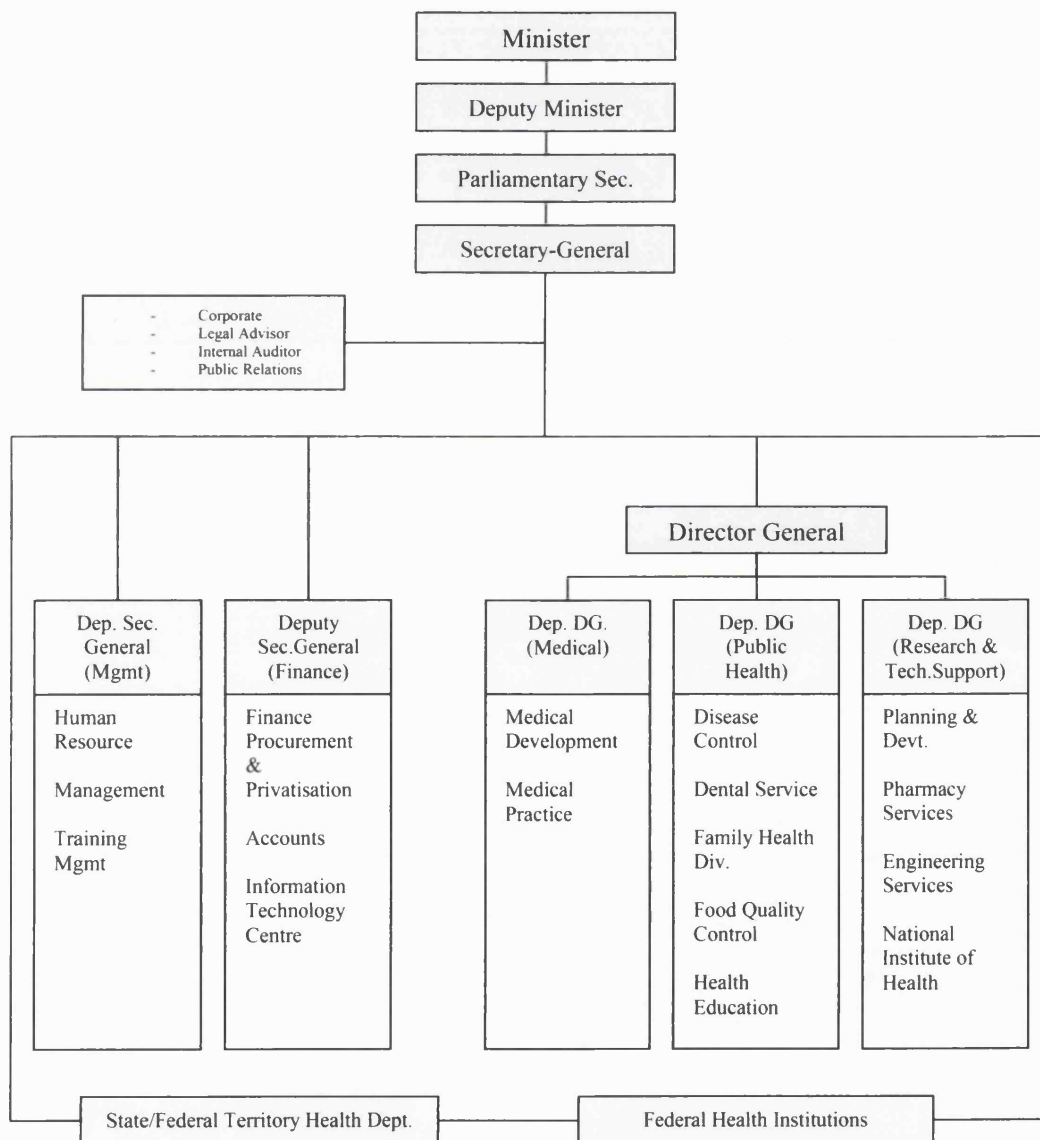 Minister
Deputy Minister
Parliamentary Sec.
Secretary-General
- Corporate
- Legal Advisor
- Internal Auditor
- Public Relations
Director General
Dep. Sec.
General
(Mgmt)
Human
Resource
Management
Training
Mgmt
Deputy
Sec.General
(Finance)
Finance
Procurement
&
Privatisation
Accounts
Information
Technology
Centre
Dep. DG.
(Medical)
Medical
Development
Medical
Practice
Dep. DG
(Public
Health)
Disease
Control
Dental Service
Family Health
Div.
Food Quality
Control
Health
Education
Dep. DG
(Research &
Tech.Support)
Planning &
Devt.
Pharmacy
Services
Engineering
Services
National
Institute of
Health
State/Federal Territory Health Dept.
Federal Health Institutions